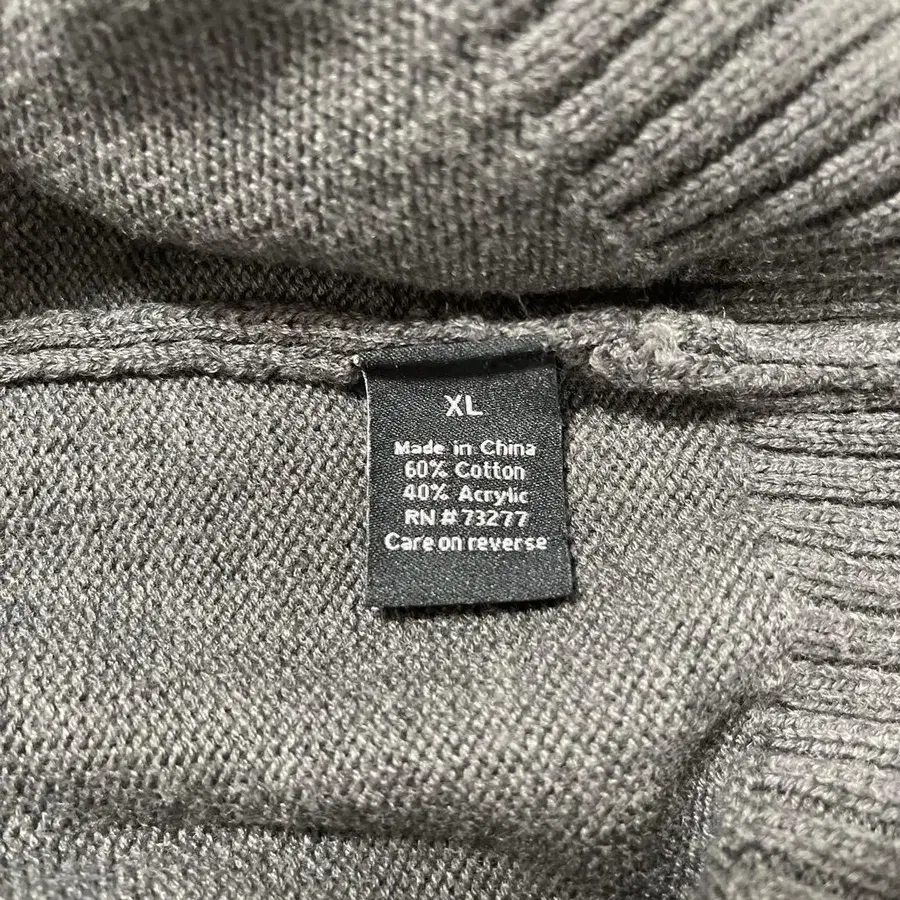 XL
Made in China
60% Cotton
40% Acrylic
RN #73277
Care on reverse